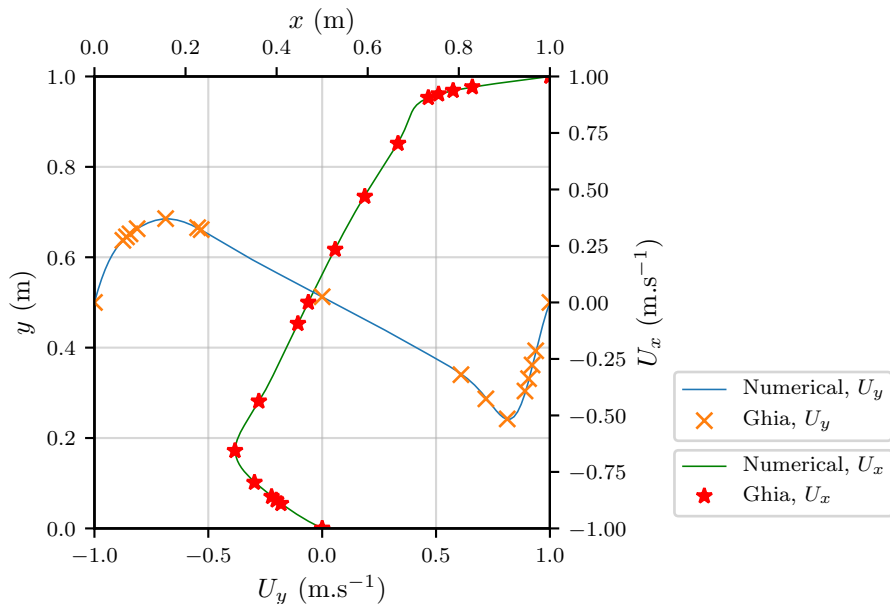 x (m)
0.0 0.2 0.4 0.6 0.8 1.0
1.0
0.8
0.6
0.4
0.2
0.0
y (m)
1.00
0.75
0.50
0.25
0.00
−0.25
−0.50
−0.75
−1.00
U_x (m.s⁻¹)
−1.0 −0.5 0.0 0.5 1.0
U_y (m.s⁻¹)
Numerical, U_y
Ghia, U_y
Numerical, U_x
Ghia, U_x